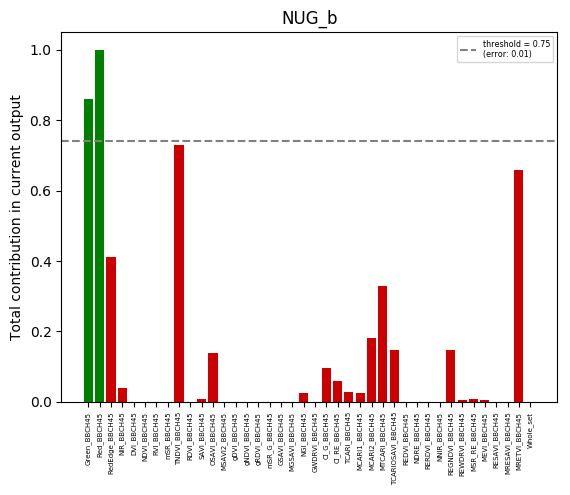 NUG_b
threshold = 0.75
(error: 0.01)
Total contribution in current output
1.0
0.8
0.6
0.4
0.2
0.0
Green_BBCH45
Red_BBCH45
RedEdge_BBCH45
NIR_BBCH45
DVI_BBCH45
NDVI_BBCH45
RVI_BBCH45
mSR_BBCH45
TNDVI_BBCH45
RDVI_BBCH45
SAVI_BBCH45
OSAVI_BBCH45
MSAVI2_BBCH45
gDVI_BBCH45
gNDVI_BBCH45
gRDVI_BBCH45
mSR_G_BBCH45
GSAVI_BBCH45
MGSAVI_BBCH45
NGI_BBCH45
GWDRVI_BBCH45
CI_G_BBCH45
CI_RE_BBCH45
TCARI_BBCH45
MCARI1_BBCH45
MCARI2_BBCH45
MTCARI_BBCH45
TCARIOSAVI_BBCH45
REDVI_BBCH45
NDRE_BBCH45
RERDVI_BBCH45
NNIR_BBCH45
REGNDVI_BBCH45
REWDRVI_BBCH45
MSR_RE_BBCH45
MEVI_BBCH45
RESAVI_BBCH45
MRESAVI_BBCH45
MRETVI_BBCH45
whole_set